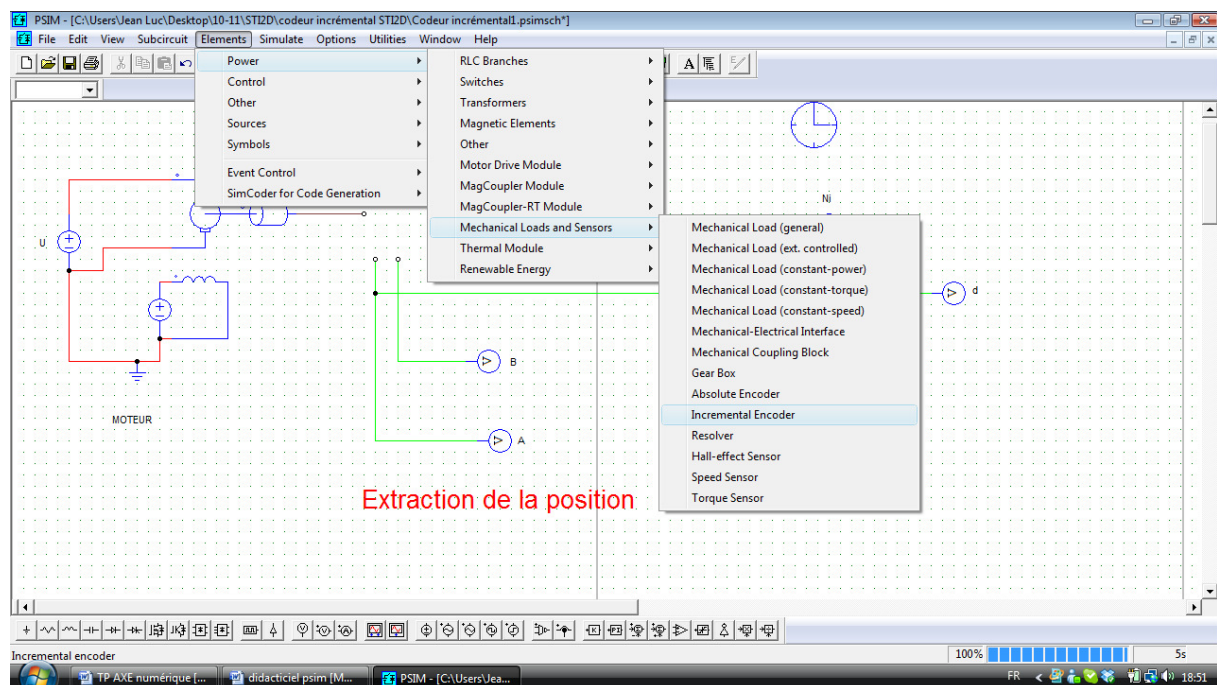 PSIM - [C:\Users\Jean Luc\Desktop\10-11\STI2D\codeur incrémental STI2D\Codeur incrémental1.psimsch*]
File Edit View Subcircuit Elements Simulate Options Utilities Window Help
Power
Control
Other
Sources
Symbols
Event Control
SimCoder for Code Generation
RLC Branches
Switches
Transformers
Magnetic Elements
Other
Motor Drive Module
MagCoupler Module
MagCoupler-RT Module
Mechanical Loads and Sensors
Thermal Module
Renewable Energy
Mechanical Load (general)
Mechanical Load (ext. controlled)
Mechanical Load (constant-power)
Mechanical Load (constant-torque)
Mechanical Load (constant-speed)
Mechanical-Electrical Interface
Mechanical Coupling Block
Gear Box
Absolute Encoder
Incremental Encoder
Resolver
Hall-effect Sensor
Speed Sensor
Torque Sensor
A
Ni
U
d
B
A
MOTEUR
Extraction de la position
Incremental encoder
100%
5s
TP AXE numérique [...
didacticiel psim [M...
PSIM - [C:\Users\Jea...
FR
18:51